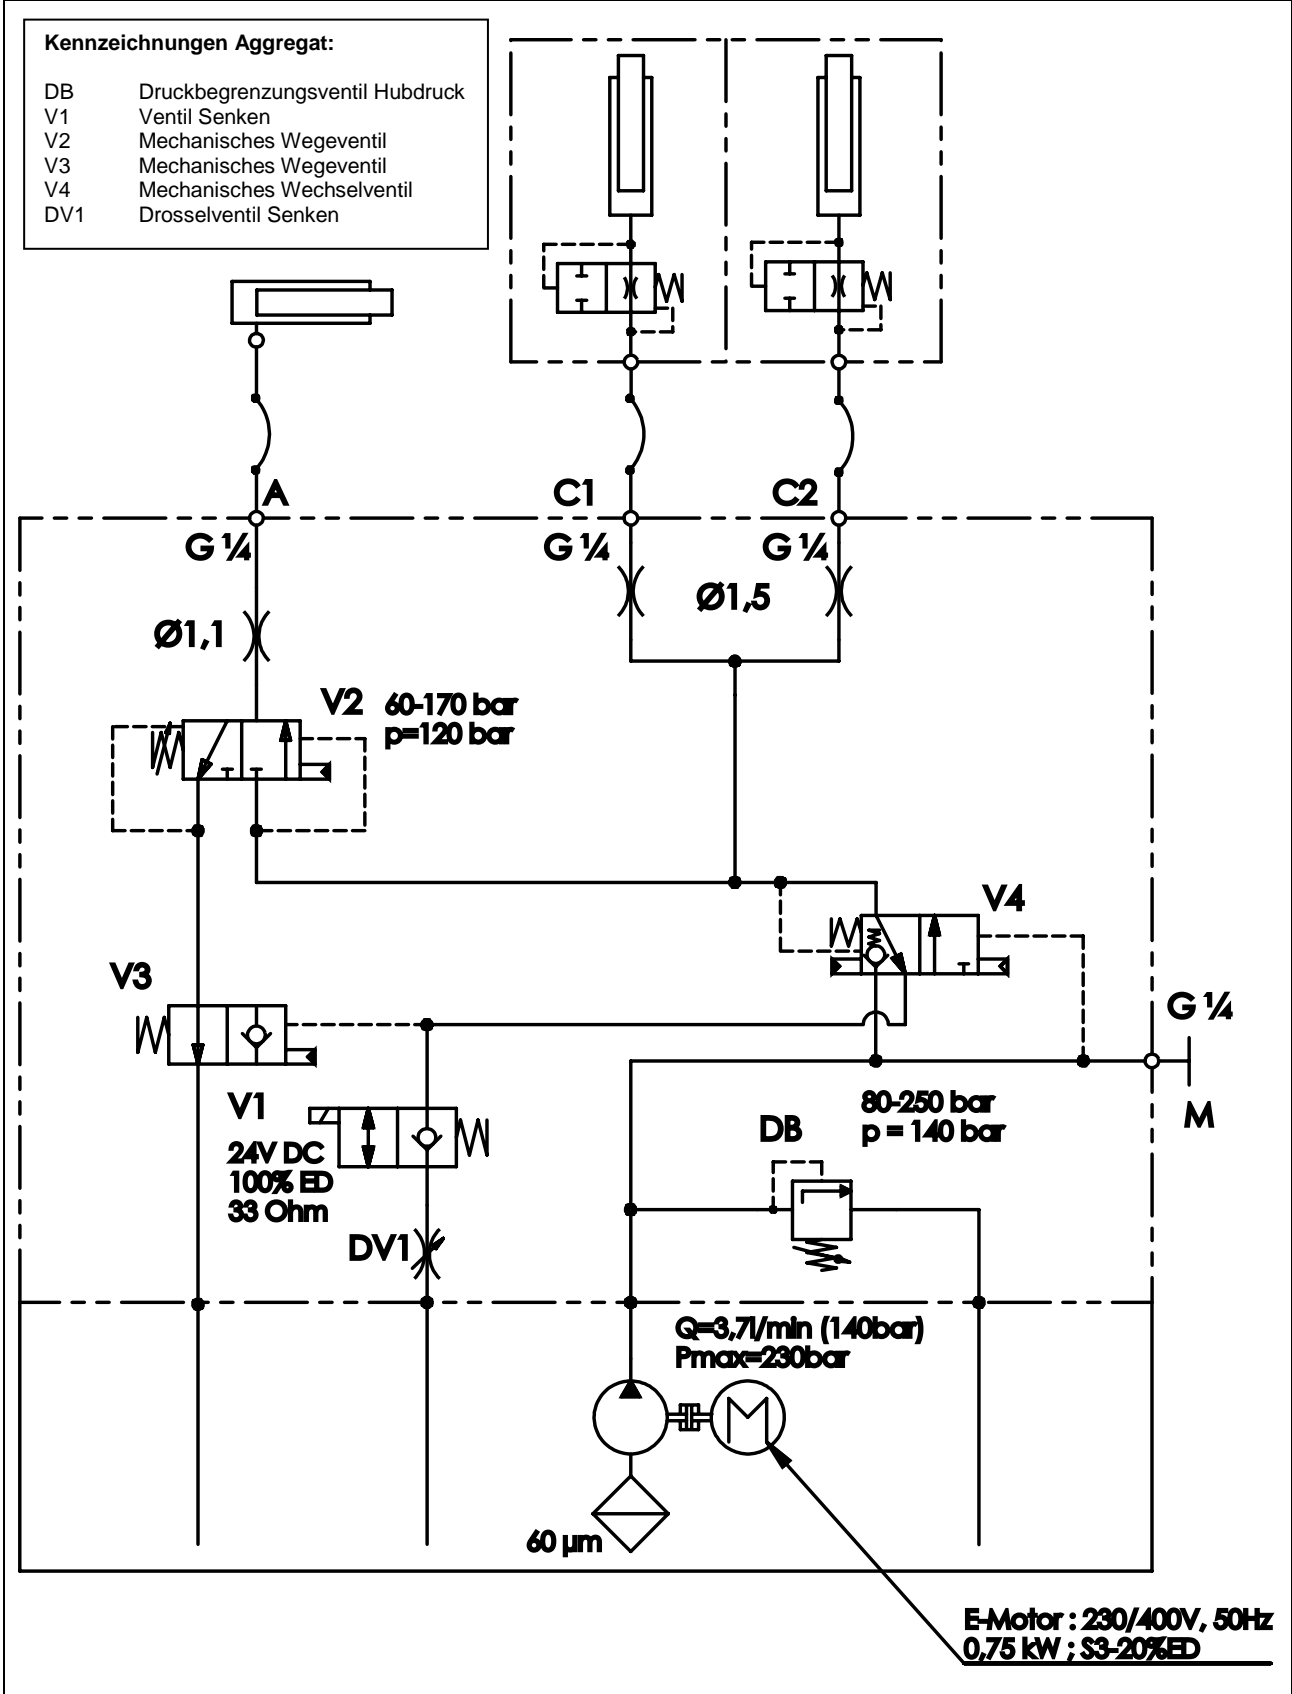 Kennzeichnungen Aggregat:
DB Druckbegrenzungsventil Hubdruck
V1 Ventil Senken
V2 Mechanisches Wegeventil
V3 Mechanisches Wegeventil
V4 Mechanisches Wechselventil
DV1 Drosselventil Senken
A
C1
C2
G ¼
G ¼
G ¼
Ø1,1
Ø1,5
V2
60-170 bar
p=120 bar
V4
V3
G ¼
M
80-250 bar
p = 140 bar
V1
24V DC
100% ED
33 Ohm
DB
DV1
Q=3,7l/min (140bar)
Pmax=230bar
M
60 µm
E-Motor : 230/400V, 50Hz
0,75 kW ; S3-20%ED